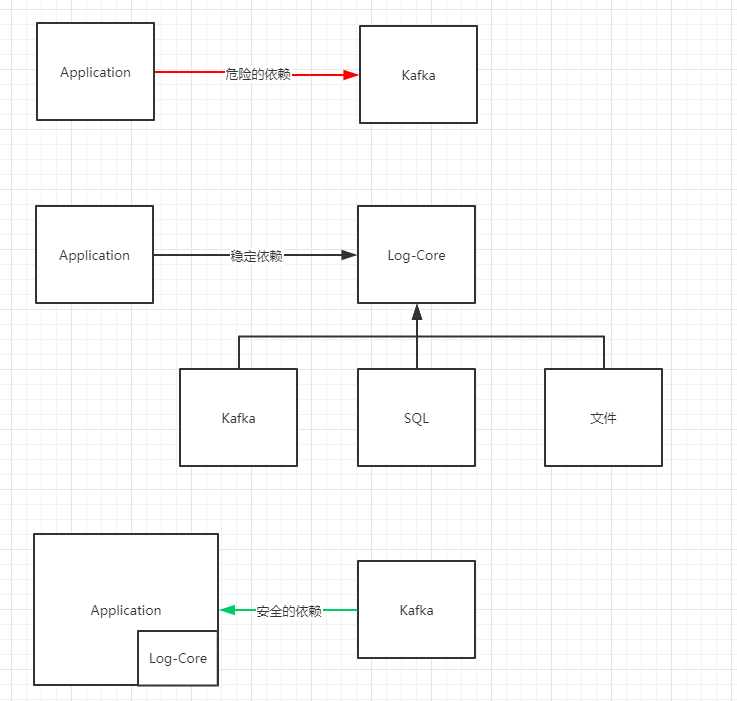 Application
危险的依赖
Kafka
Application
稳定依赖
Log-Core
Kafka
SQL
文件
Application
Log-Core
安全的依赖
Kafka